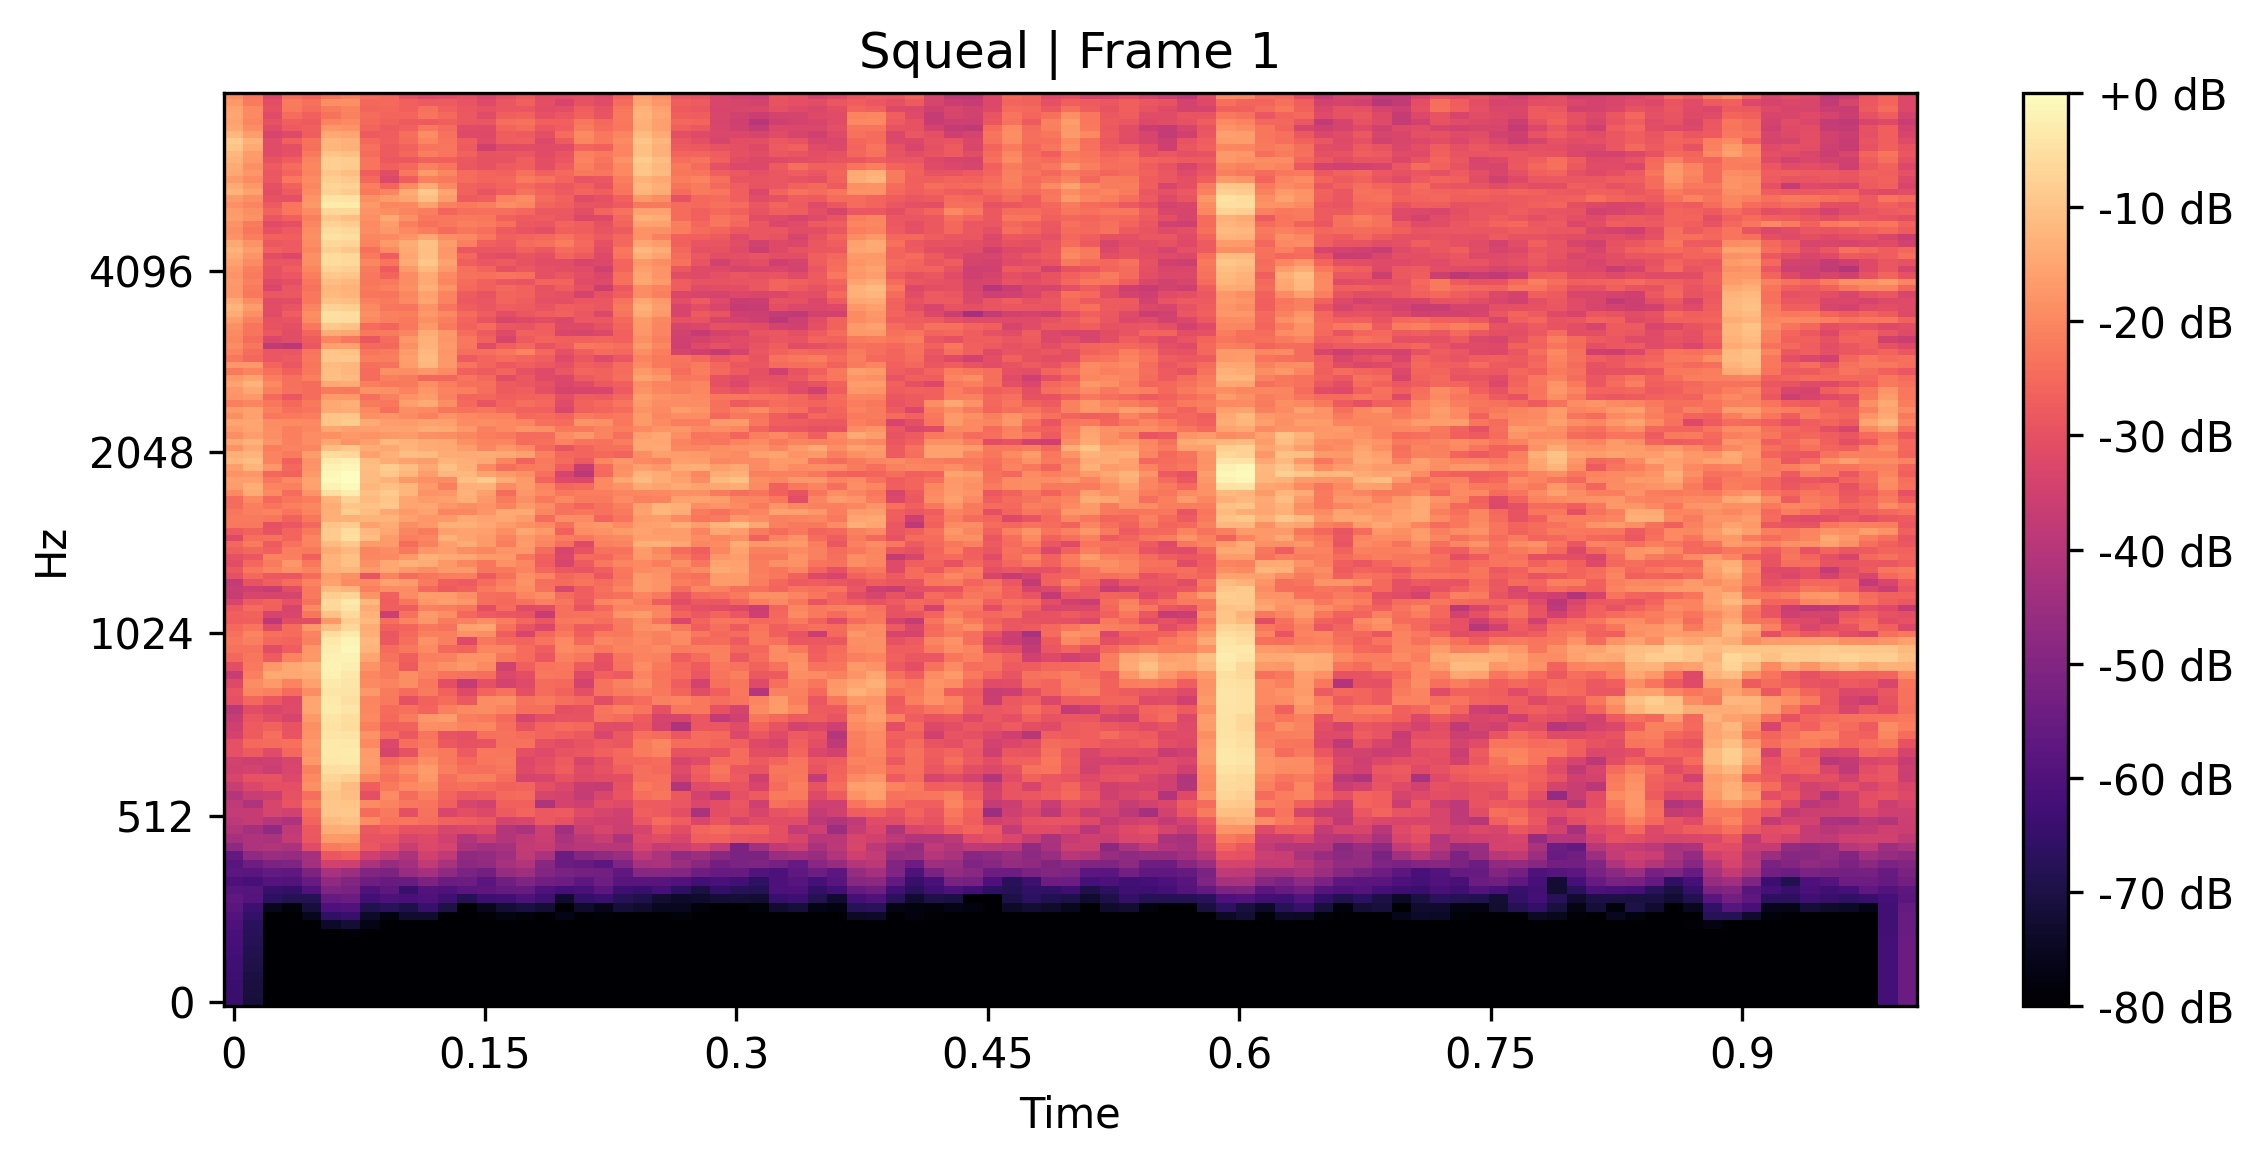 Squeal | Frame 1
+0 dB
-10 dB
-20 dB
-30 dB
-40 dB
-50 dB
-60 dB
-70 dB
-80 dB
Hz
4096
2048
1024
512
0
0 0.15 0.3 0.45 0.6 0.75 0.9
Time